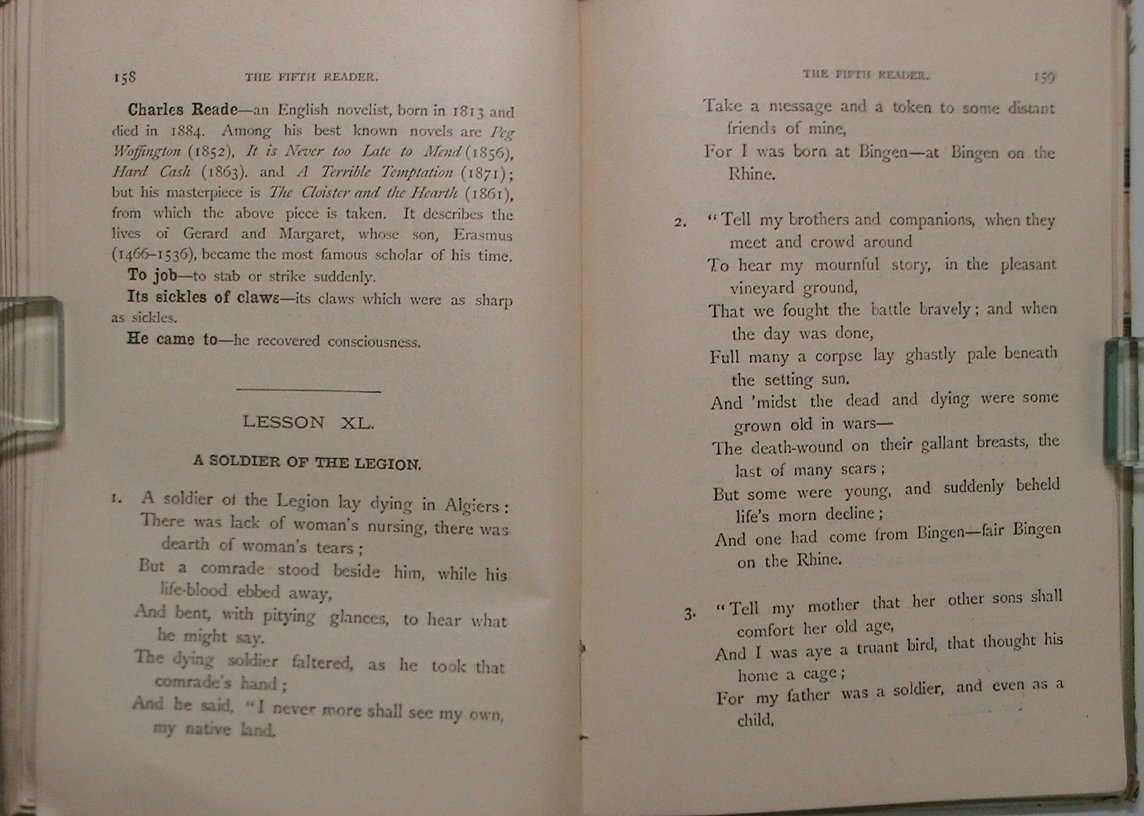 158 THE FIFTH READER.
Charles Reade—an English novelist, born in 1813 and
died in 1884. Among his best known novels are Peg
Woffington (1852), It is Never too Late to Mend (1856),
Hard Cash (1863). and A Terrible Temptation (1871);
but his masterpiece is The Cloister and the Hearth (1861),
from which the above piece is taken. It describes the
lives of Gerard and Margaret, whose son, Erasmus
(1466–1536), became the most famous scholar of his time.
To job—to stab or strike suddenly.
Its sickles of claws—its claws which were as sharp
as sickles.
He came to—he recovered consciousness.
LESSON XL.
A SOLDIER OF THE LEGION.
1. A soldier of the Legion lay dying in Algiers:
There was lack of woman's nursing, there was
dearth of woman's tears;
But a comrade stood beside him, while his
life-blood ebbed away,
And bent, with pitying glances, to hear what
he might say.
The dying soldier faltered, as he took that
comrade's hand;
And he said, "I never more shall see my own,
my native land.
THE FIFTH READER. 159
Take a message and a token to some distant
friends of mine,
For I was born at Bingen—at Bingen on the
Rhine.
2. "Tell my brothers and companions, when they
meet and crowd around
To hear my mournful story, in the pleasant
vineyard ground,
That we fought the battle bravely; and when
the day was done,
Full many a corpse lay ghastly pale beneath
the setting sun.
And 'midst the dead and dying were some
grown old in wars—
The death-wound on their gallant breasts, the
last of many scars;
But some were young, and suddenly beheld
life's morn decline;
And one had come from Bingen—fair Bingen
on the Rhine.
3. "Tell my mother that her other sons shall
comfort her old age,
And I was aye a truant bird, that thought his
home a cage;
For my father was a soldier, and even as a
child,